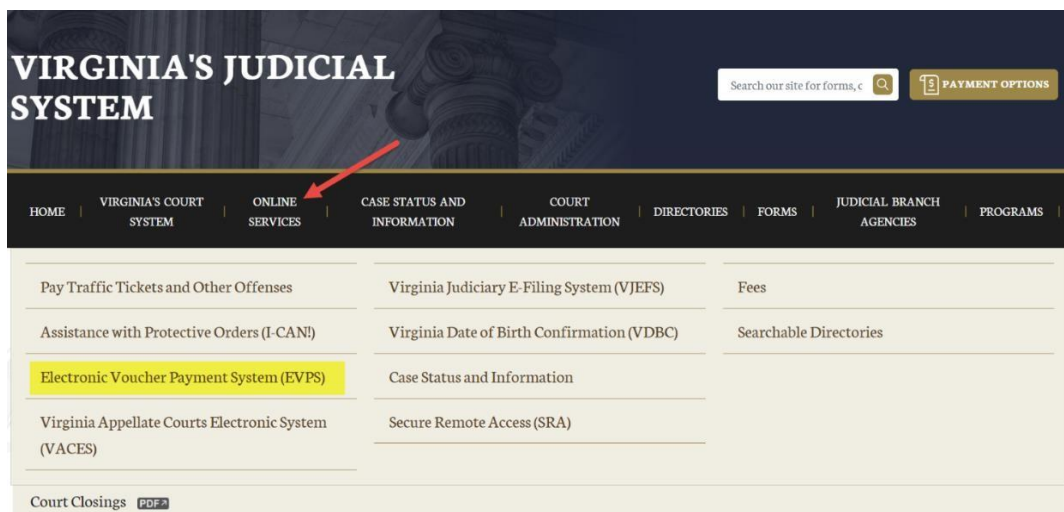 VIRGINIA'S JUDICIAL
SYSTEM
Search our site for forms, c
PAYMENT OPTIONS
HOME
VIRGINIA'S COURT
SYSTEM
ONLINE
SERVICES
CASE STATUS AND
INFORMATION
COURT
ADMINISTRATION
DIRECTORIES
FORMS
JUDICIAL BRANCH
AGENCIES
PROGRAMS
Pay Traffic Tickets and Other Offenses
Assistance with Protective Orders (I-CAN!)
Electronic Voucher Payment System (EVPS)
Virginia Appellate Courts Electronic System
(VACES)
Virginia Judiciary E-Filing System (VJEFS)
Virginia Date of Birth Confirmation (VDBC)
Case Status and Information
Secure Remote Access (SRA)
Fees
Searchable Directories
Court Closings PDF